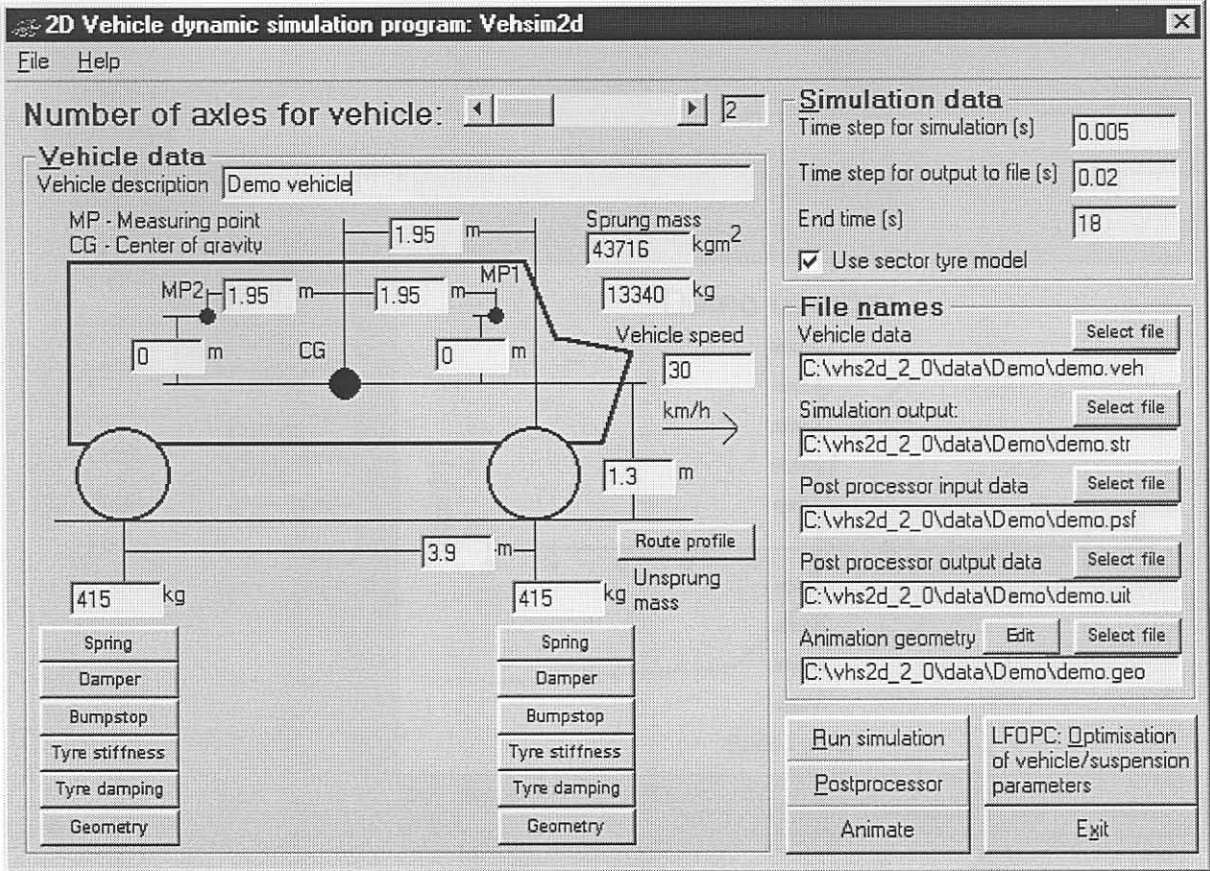 2D Vehicle dynamic simulation program: Vehsim2d
File Help
Number of axles for vehicle: 2
Vehicle data
Vehicle description Demo vehicle
MP - Measuring point
CG - Center of gravity
1.95 m
Sprung mass
43716 kgm2
13340 kg
MP2 1.95 m 1.95 m MP1
0 m CG 0 m
Vehicle speed
30
km/h
1.3 m
3.9 m
Route profile
415 kg
415 kg
Unsprung
mass
Spring
Damper
Bumpstop
Tyre stiffness
Tyre damping
Geometry
Spring
Damper
Bumpstop
Tyre stiffness
Tyre damping
Geometry
Simulation data
Time step for simulation (s) 0.005
Time step for output to file (s) 0.02
End time (s) 18
Use sector tyre model
File names
Vehicle data Select file
C:\vhs2d_2_0\data\Demo\demo.veh
Simulation output: Select file
C:\vhs2d_2_0\data\Demo\demo.str
Post processor input data Select file
C:\vhs2d_2_0\data\Demo\demo.psf
Post processor output data Select file
C:\vhs2d_2_0\data\Demo\demo.uit
Animation geometry Edit Select file
C:\vhs2d_2_0\data\Demo\demo.geo
Run simulation
Postprocessor
Animate
LFOPC: Optimisation
of vehicle/suspension
parameters
Exit